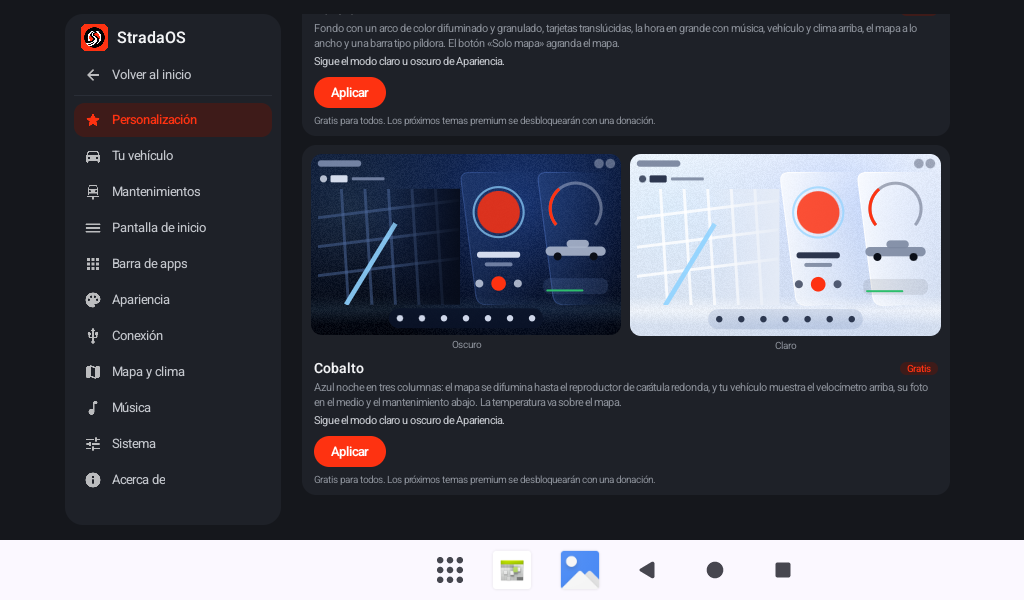 StradaOS
Volver al inicio
Personalización
Tu vehículo
Mantenimientos
Pantalla de inicio
Barra de apps
Apariencia
Conexión
Mapa y clima
Música
Sistema
Acerca de
Fondo con un arco de color difuminado y granulado, tarjetas translúcidas, la hora en grande con música, vehículo y clima arriba, el mapa a lo
ancho y una barra tipo píldora. El botón «Solo mapa» agranda el mapa.
Sigue el modo claro u oscuro de Apariencia.
Aplicar
Gratis para todos. Los próximos temas premium se desbloquearán con una donación.
Oscuro
Claro
Cobalto
Gratis
Azul noche en tres columnas: el mapa se difumina hasta el reproductor de carátula redonda, y tu vehículo muestra el velocímetro arriba, su foto
en el medio y el mantenimiento abajo. La temperatura va sobre el mapa.
Sigue el modo claro u oscuro de Apariencia.
Aplicar
Gratis para todos. Los próximos temas premium se desbloquearán con una donación.